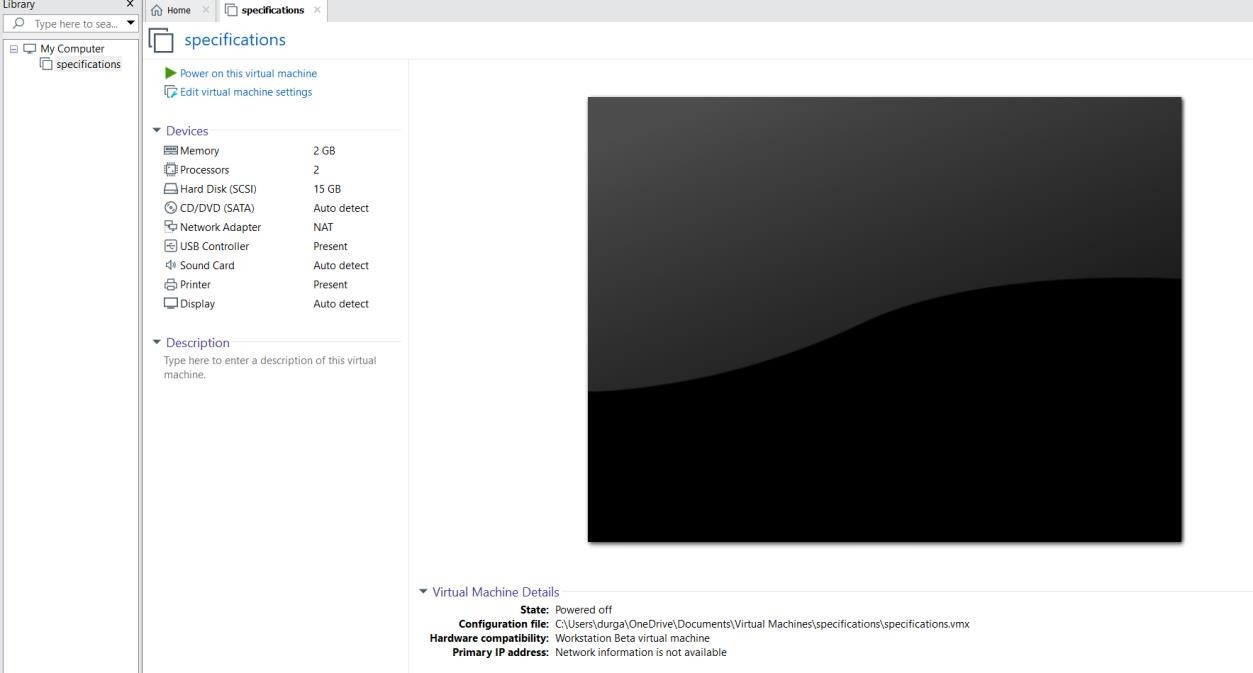 Library
Type here to sea...
My Computer
specifications
Home
specifications
specifications
Power on this virtual machine
Edit virtual machine settings
Devices
Memory 2 GB
Processors 2
Hard Disk (SCSI) 15 GB
CD/DVD (SATA) Auto detect
Network Adapter NAT
USB Controller Present
Sound Card Auto detect
Printer Present
Display Auto detect
Description
Type here to enter a description of this virtual
machine.
Virtual Machine Details
State: Powered off
Configuration file: C:\Users\durga\OneDrive\Documents\Virtual Machines\specifications\specifications.vmx
Hardware compatibility: Workstation Beta virtual machine
Primary IP address: Network information is not available